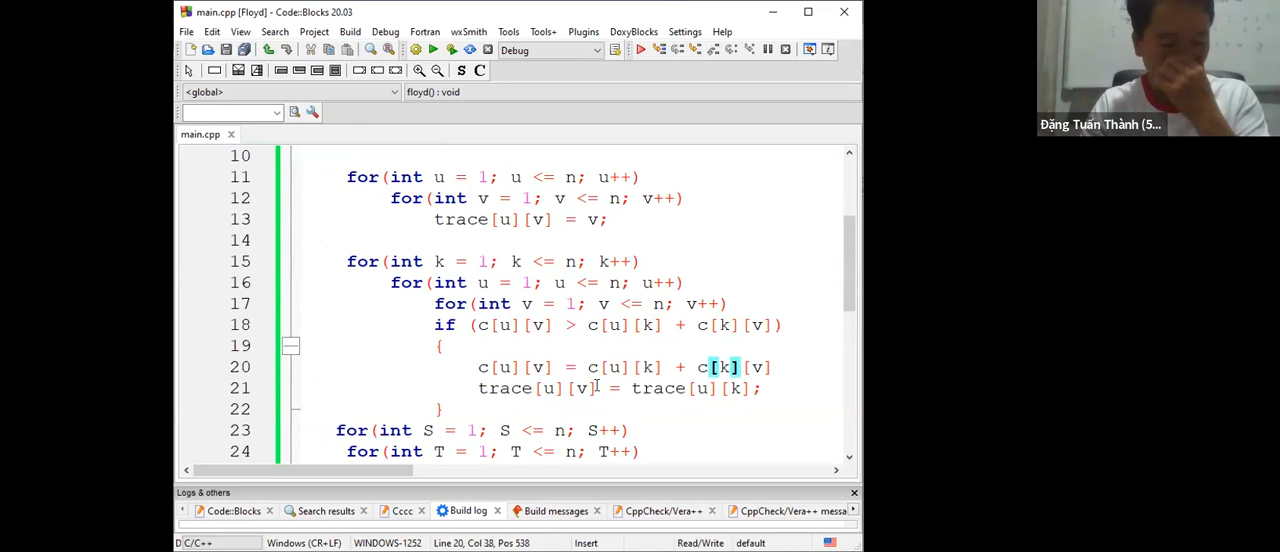 main.cpp [Floyd] - Code::Blocks 20.03
File Edit View Search Project Build Debug Fortran wxSmith Tools Tools+ Plugins DoxyBlocks Settings Help
Debug
S C
<global> floyd() : void
main.cpp
10
11 for(int u = 1; u <= n; u++)
12 for(int v = 1; v <= n; v++)
13 trace[u][v] = v;
14
15 for(int k = 1; k <= n; k++)
16 for(int u = 1; u <= n; u++)
17 for(int v = 1; v <= n; v++)
18 if (c[u][v] > c[u][k] + c[k][v])
19 {
20 c[u][v] = c[u][k] + c[k][v]
21 trace[u][v] = trace[u][k];
22 }
23 for(int S = 1; S <= n; S++)
24 for(int T = 1; T <= n; T++)
Logs & others
Code::Blocks Search results Cccc Build log Build messages CppCheck/Vera++ CppCheck/Vera++ messa
D C/C++ Windows (CR+LF) WINDOWS-1252 Line 20, Col 38, Pos 538 Insert Read/Write default
Đặng Tuấn Thành (5...